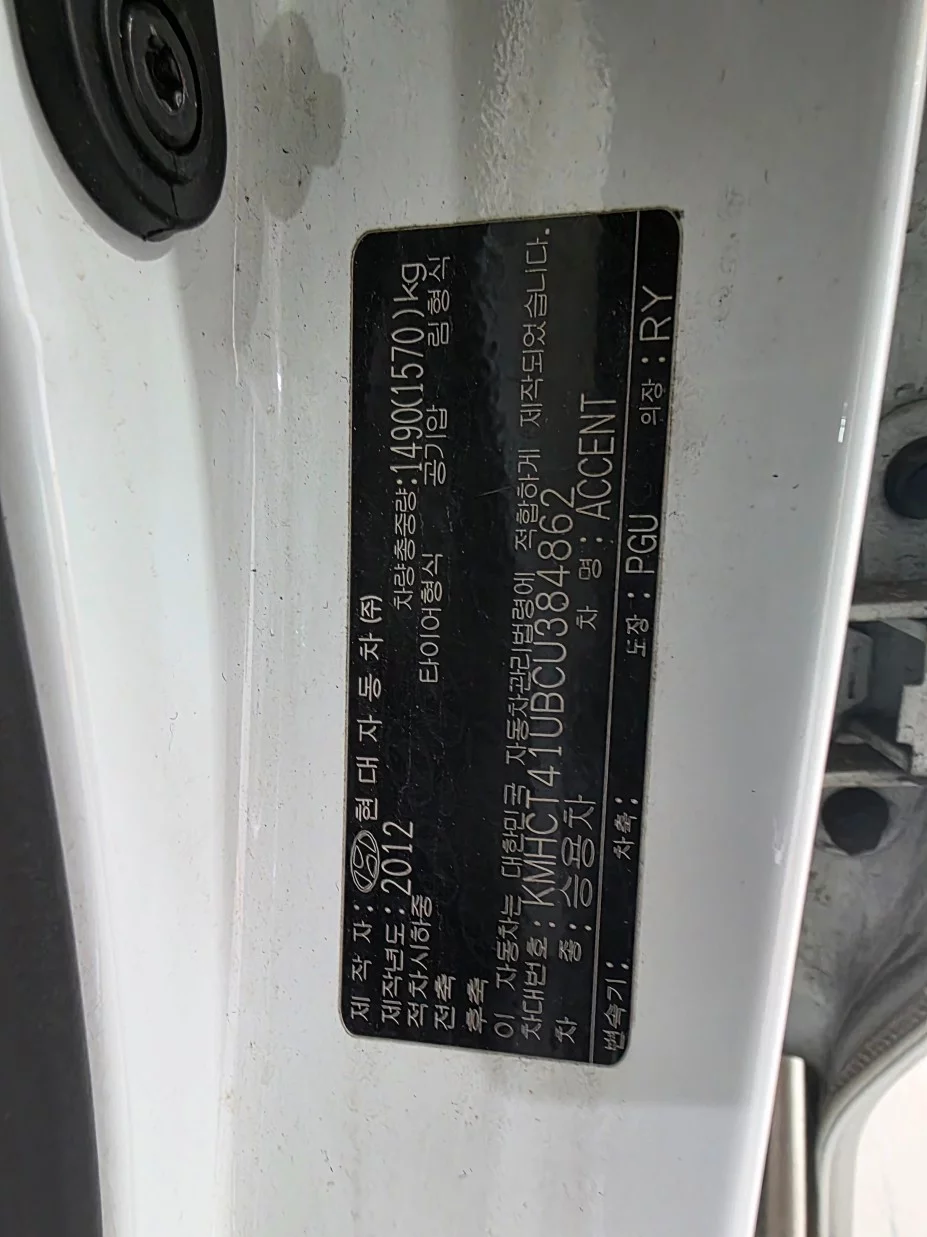 제 작 자 : 현 대 자 동 차 (주)
제작년도 : 2012 차량총중량 : 1490(1570)kg
적차시하중 타이어형식 공기압 림형식
전축
후축
이 자동차는 대한민국 자동차관리법령에 적합하게 제작되었습니다.
차대번호 : KMHCT41UBCU384862
차 종 : 승용차 차 명 : ACCENT
변속기 : 차축 : 도장 : PGU 의장 : RY